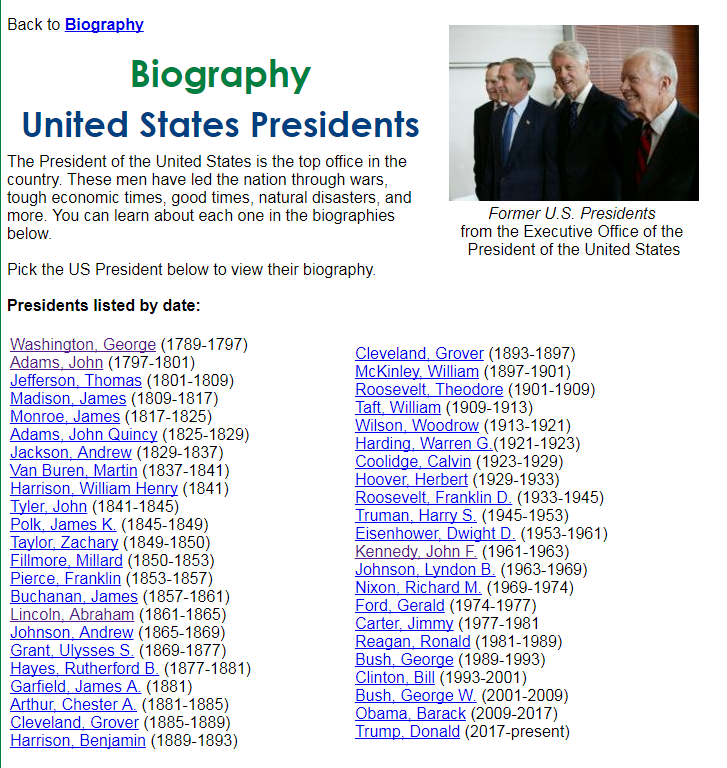 Back to Biography
Biography
United States Presidents
The President of the United States is the top office in the
country. These men have led the nation through wars,
tough economic times, good times, natural disasters, and
more. You can learn about each one in the biographies
below.
Pick the US President below to view their biography.
Former U.S. Presidents
from the Executive Office of the
President of the United States
Presidents listed by date:
Washington, George (1789-1797)
Adams, John (1797-1801)
Jefferson, Thomas (1801-1809)
Madison, James (1809-1817)
Monroe, James (1817-1825)
Adams, John Quincy (1825-1829)
Jackson, Andrew (1829-1837)
Van Buren, Martin (1837-1841)
Harrison, William Henry (1841)
Tyler, John (1841-1845)
Polk, James K. (1845-1849)
Taylor, Zachary (1849-1850)
Fillmore, Millard (1850-1853)
Pierce, Franklin (1853-1857)
Buchanan, James (1857-1861)
Lincoln, Abraham (1861-1865)
Johnson, Andrew (1865-1869)
Grant, Ulysses S. (1869-1877)
Hayes, Rutherford B. (1877-1881)
Garfield, James A. (1881)
Arthur, Chester A. (1881-1885)
Cleveland, Grover (1885-1889)
Harrison, Benjamin (1889-1893)
Cleveland, Grover (1893-1897)
McKinley, William (1897-1901)
Roosevelt, Theodore (1901-1909)
Taft, William (1909-1913)
Wilson, Woodrow (1913-1921)
Harding, Warren G.(1921-1923)
Coolidge, Calvin (1923-1929)
Hoover, Herbert (1929-1933)
Roosevelt, Franklin D. (1933-1945)
Truman, Harry S. (1945-1953)
Eisenhower, Dwight D. (1953-1961)
Kennedy, John F. (1961-1963)
Johnson, Lyndon B. (1963-1969)
Nixon, Richard M. (1969-1974)
Ford, Gerald (1974-1977)
Carter, Jimmy (1977-1981
Reagan, Ronald (1981-1989)
Bush, George (1989-1993)
Clinton, Bill (1993-2001)
Bush, George W. (2001-2009)
Obama, Barack (2009-2017)
Trump, Donald (2017-present)